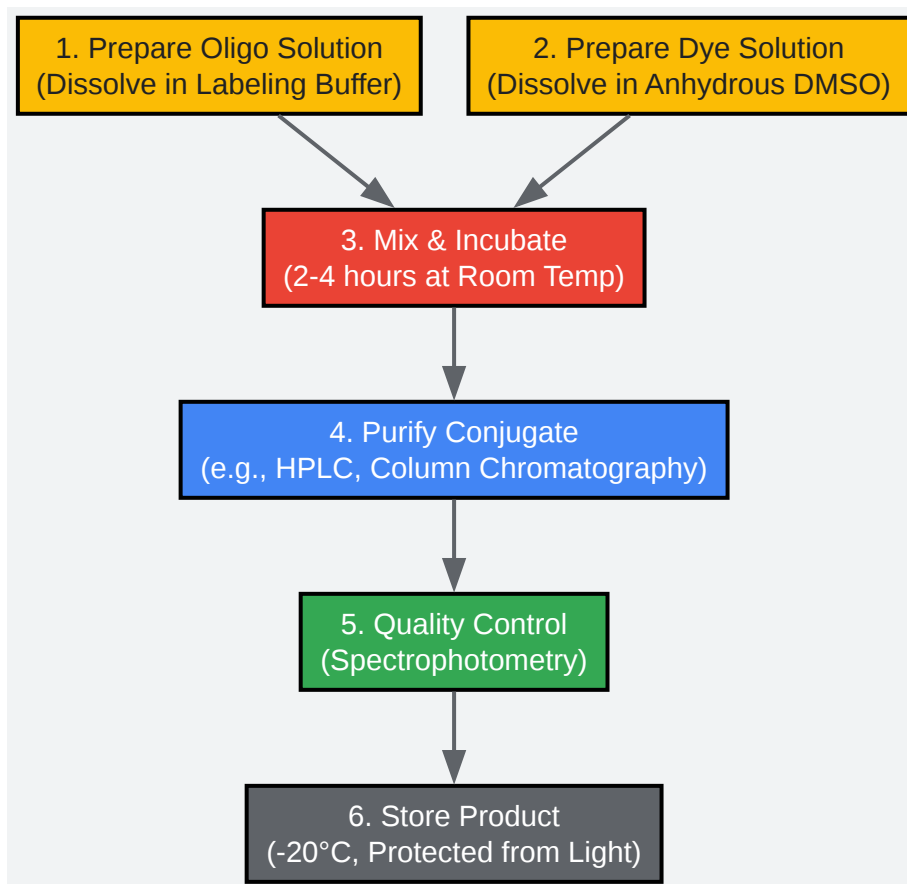 1. Prepare Oligo Solution
(Dissolve in Labeling Buffer)
2. Prepare Dye Solution
(Dissolve in Anhydrous DMSO)
3. Mix & Incubate
(2-4 hours at Room Temp)
4. Purify Conjugate
(e.g., HPLC, Column Chromatography)
5. Quality Control
(Spectrophotometry)
6. Store Product
(-20°C, Protected from Light)